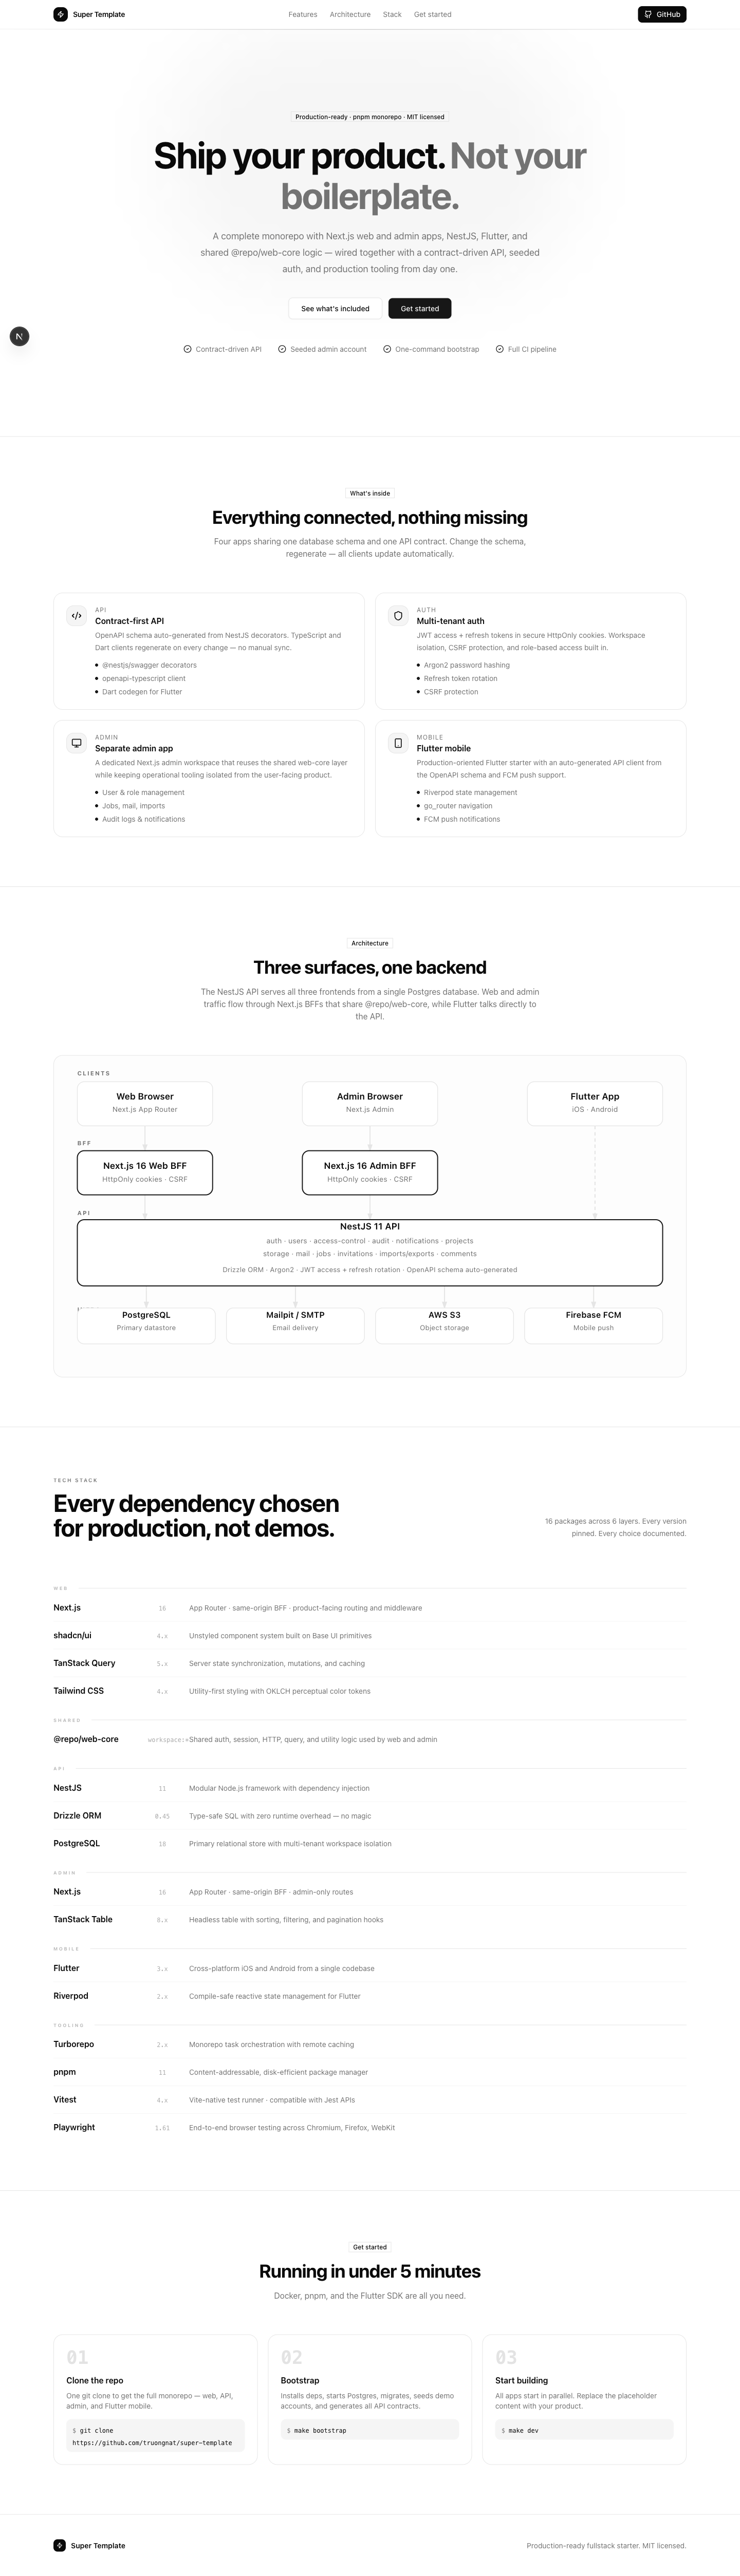 Super Template
Features
Architecture
Stack
Get started
GitHub
Production-ready · pnpm monorepo · MIT licensed
Ship your product. Not your
boilerplate.
A complete monorepo with Next.js web and admin apps, NestJS, Flutter, and
shared @repo/web-core logic — wired together with a contract-driven API, seeded
auth, and production tooling from day one.
See what's included
Get started
N
Contract-driven API
Seeded admin account
One-command bootstrap
Full CI pipeline
What's inside
Everything connected, nothing missing
Four apps sharing one database schema and one API contract. Change the schema,
regenerate — all clients update automatically.
API
Contract-first API
OpenAPI schema auto-generated from NestJS decorators. TypeScript and
Dart clients regenerate on every change — no manual sync.
@nestjs/swagger decorators
openapi-typescript client
Dart codegen for Flutter
AUTH
Multi-tenant auth
JWT access + refresh tokens in secure HttpOnly cookies. Workspace
isolation, CSRF protection, and role-based access built in.
Argon2 password hashing
Refresh token rotation
CSRF protection
ADMIN
Separate admin app
A dedicated Next.js admin workspace that reuses the shared web-core layer
while keeping operational tooling isolated from the user-facing product.
User & role management
Jobs, mail, imports
Audit logs & notifications
MOBILE
Flutter mobile
Production-oriented Flutter starter with an auto-generated API client from
the OpenAPI schema and FCM push support.
Riverpod state management
go_router navigation
FCM push notifications
Architecture
Three surfaces, one backend
The NestJS API serves all three frontends from a single Postgres database. Web and admin
traffic flow through Next.js BFFs that share @repo/web-core, while Flutter talks directly to
the API.
CLIENTS
Web Browser
Next.js App Router
Admin Browser
Next.js Admin
Flutter App
iOS · Android
BFF
Next.js 16 Web BFF
HttpOnly cookies · CSRF
Next.js 16 Admin BFF
HttpOnly cookies · CSRF
API
NestJS 11 API
auth · users · access-control · audit · notifications · projects
storage · mail · jobs · invitations · imports/exports · comments
Drizzle ORM · Argon2 · JWT access + refresh rotation · OpenAPI schema auto-generated
PostgreSQL
Primary datastore
Mailpit / SMTP
Email delivery
AWS S3
Object storage
Firebase FCM
Mobile push
TECH STACK
Every dependency chosen
for production, not demos.
16 packages across 6 layers. Every version
pinned. Every choice documented.
WEB
Next.js 16 App Router · same-origin BFF · product-facing routing and middleware
shadcn/ui 4.x Unstyled component system built on Base UI primitives
TanStack Query 5.x Server state synchronization, mutations, and caching
Tailwind CSS 4.x Utility-first styling with OKLCH perceptual color tokens
SHARED
@repo/web-core workspace:* Shared auth, session, HTTP, query, and utility logic used by web and admin
API
NestJS 11 Modular Node.js framework with dependency injection
Drizzle ORM 0.45 Type-safe SQL with zero runtime overhead — no magic
PostgreSQL 18 Primary relational store with multi-tenant workspace isolation
ADMIN
Next.js 16 App Router · same-origin BFF · admin-only routes
TanStack Table 8.x Headless table with sorting, filtering, and pagination hooks
MOBILE
Flutter 3.x Cross-platform iOS and Android from a single codebase
Riverpod 2.x Compile-safe reactive state management for Flutter
TOOLING
Turborepo 2.x Monorepo task orchestration with remote caching
pnpm 11 Content-addressable, disk-efficient package manager
Vitest 4.x Vite-native test runner · compatible with Jest APIs
Playwright 1.61 End-to-end browser testing across Chromium, Firefox, WebKit
Get started
Running in under 5 minutes
Docker, pnpm, and the Flutter SDK are all you need.
01
Clone the repo
One git clone to get the full monorepo — web, API,
admin, and Flutter mobile.
$ git clone
https://github.com/truongnat/super-template
02
Bootstrap
Installs deps, starts Postgres, migrates, seeds demo
accounts, and generates all API contracts.
$ make bootstrap
03
Start building
All apps start in parallel. Replace the placeholder
content with your product.
$ make dev
Super Template
Production-ready fullstack starter. MIT licensed.